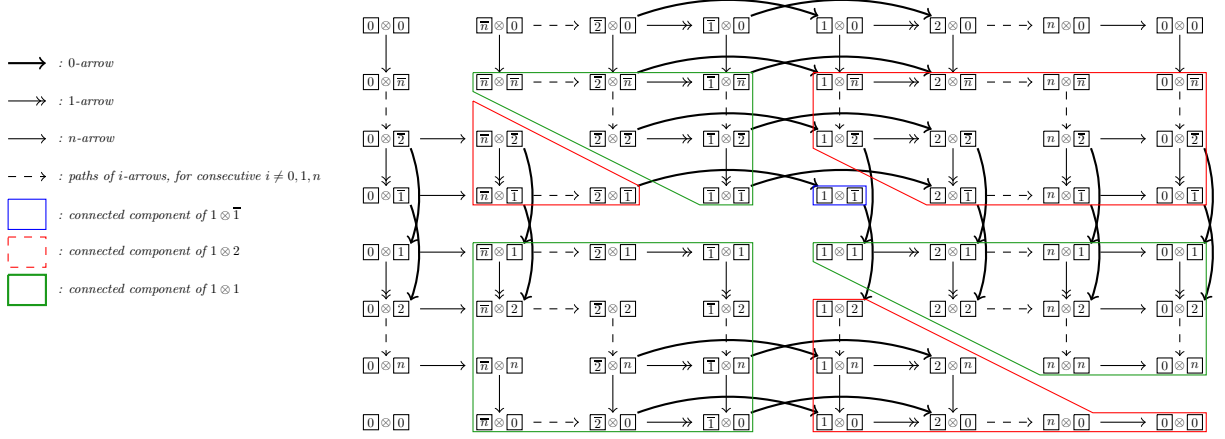 : 0-arrow
: 1-arrow
: n-arrow
: paths of i-arrows, for consecutive i ≠ 0, 1, n
: connected component of 1 ⊗ 1̅
: connected component of 1 ⊗ 2
: connected component of 1 ⊗ 1
0 ⊗ 0 n̅ ⊗ 0 2̅ ⊗ 0 1̅ ⊗ 0 1 ⊗ 0 2 ⊗ 0 n ⊗ 0 0 ⊗ 0
0 ⊗ n̅ n̅ ⊗ n̅ 2̅ ⊗ n̅ 1̅ ⊗ n̅ 1 ⊗ n̅ 2 ⊗ n̅ n ⊗ n̅ 0 ⊗ n̅
0 ⊗ 2̅ n̅ ⊗ 2̅ 2̅ ⊗ 2̅ 1̅ ⊗ 2̅ 1 ⊗ 2̅ 2 ⊗ 2̅ n ⊗ 2̅ 0 ⊗ 2̅
0 ⊗ 1̅ n̅ ⊗ 1̅ 2̅ ⊗ 1̅ 1̅ ⊗ 1̅ 1 ⊗ 1̅ 2 ⊗ 1̅ n ⊗ 1̅ 0 ⊗ 1̅
0 ⊗ 1 n̅ ⊗ 1 2̅ ⊗ 1 1̅ ⊗ 1 1 ⊗ 1 2 ⊗ 1 n ⊗ 1 0 ⊗ 1
0 ⊗ 2 n̅ ⊗ 2 2̅ ⊗ 2 1̅ ⊗ 2 1 ⊗ 2 2 ⊗ 2 n ⊗ 2 0 ⊗ 2
0 ⊗ n n̅ ⊗ n 2̅ ⊗ n 1̅ ⊗ n 1 ⊗ n 2 ⊗ n n ⊗ n 0 ⊗ n
0 ⊗ 0 n̅ ⊗ 0 2̅ ⊗ 0 1̅ ⊗ 0 1 ⊗ 0 2 ⊗ 0 n ⊗ 0 0 ⊗ 0